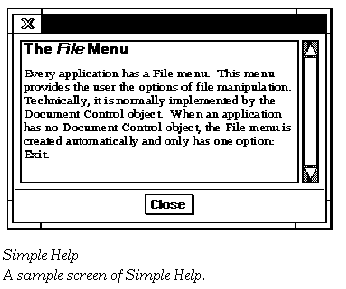 The File Menu
Every application has a File menu. This menu
provides the user the options of file manipulation.
Technically, it is normally implemented by the
Document Control object. When an application
has no Document Control object, the File menu is
created automatically and only has one option:
Exit.
Close
Simple Help
A sample screen of Simple Help.